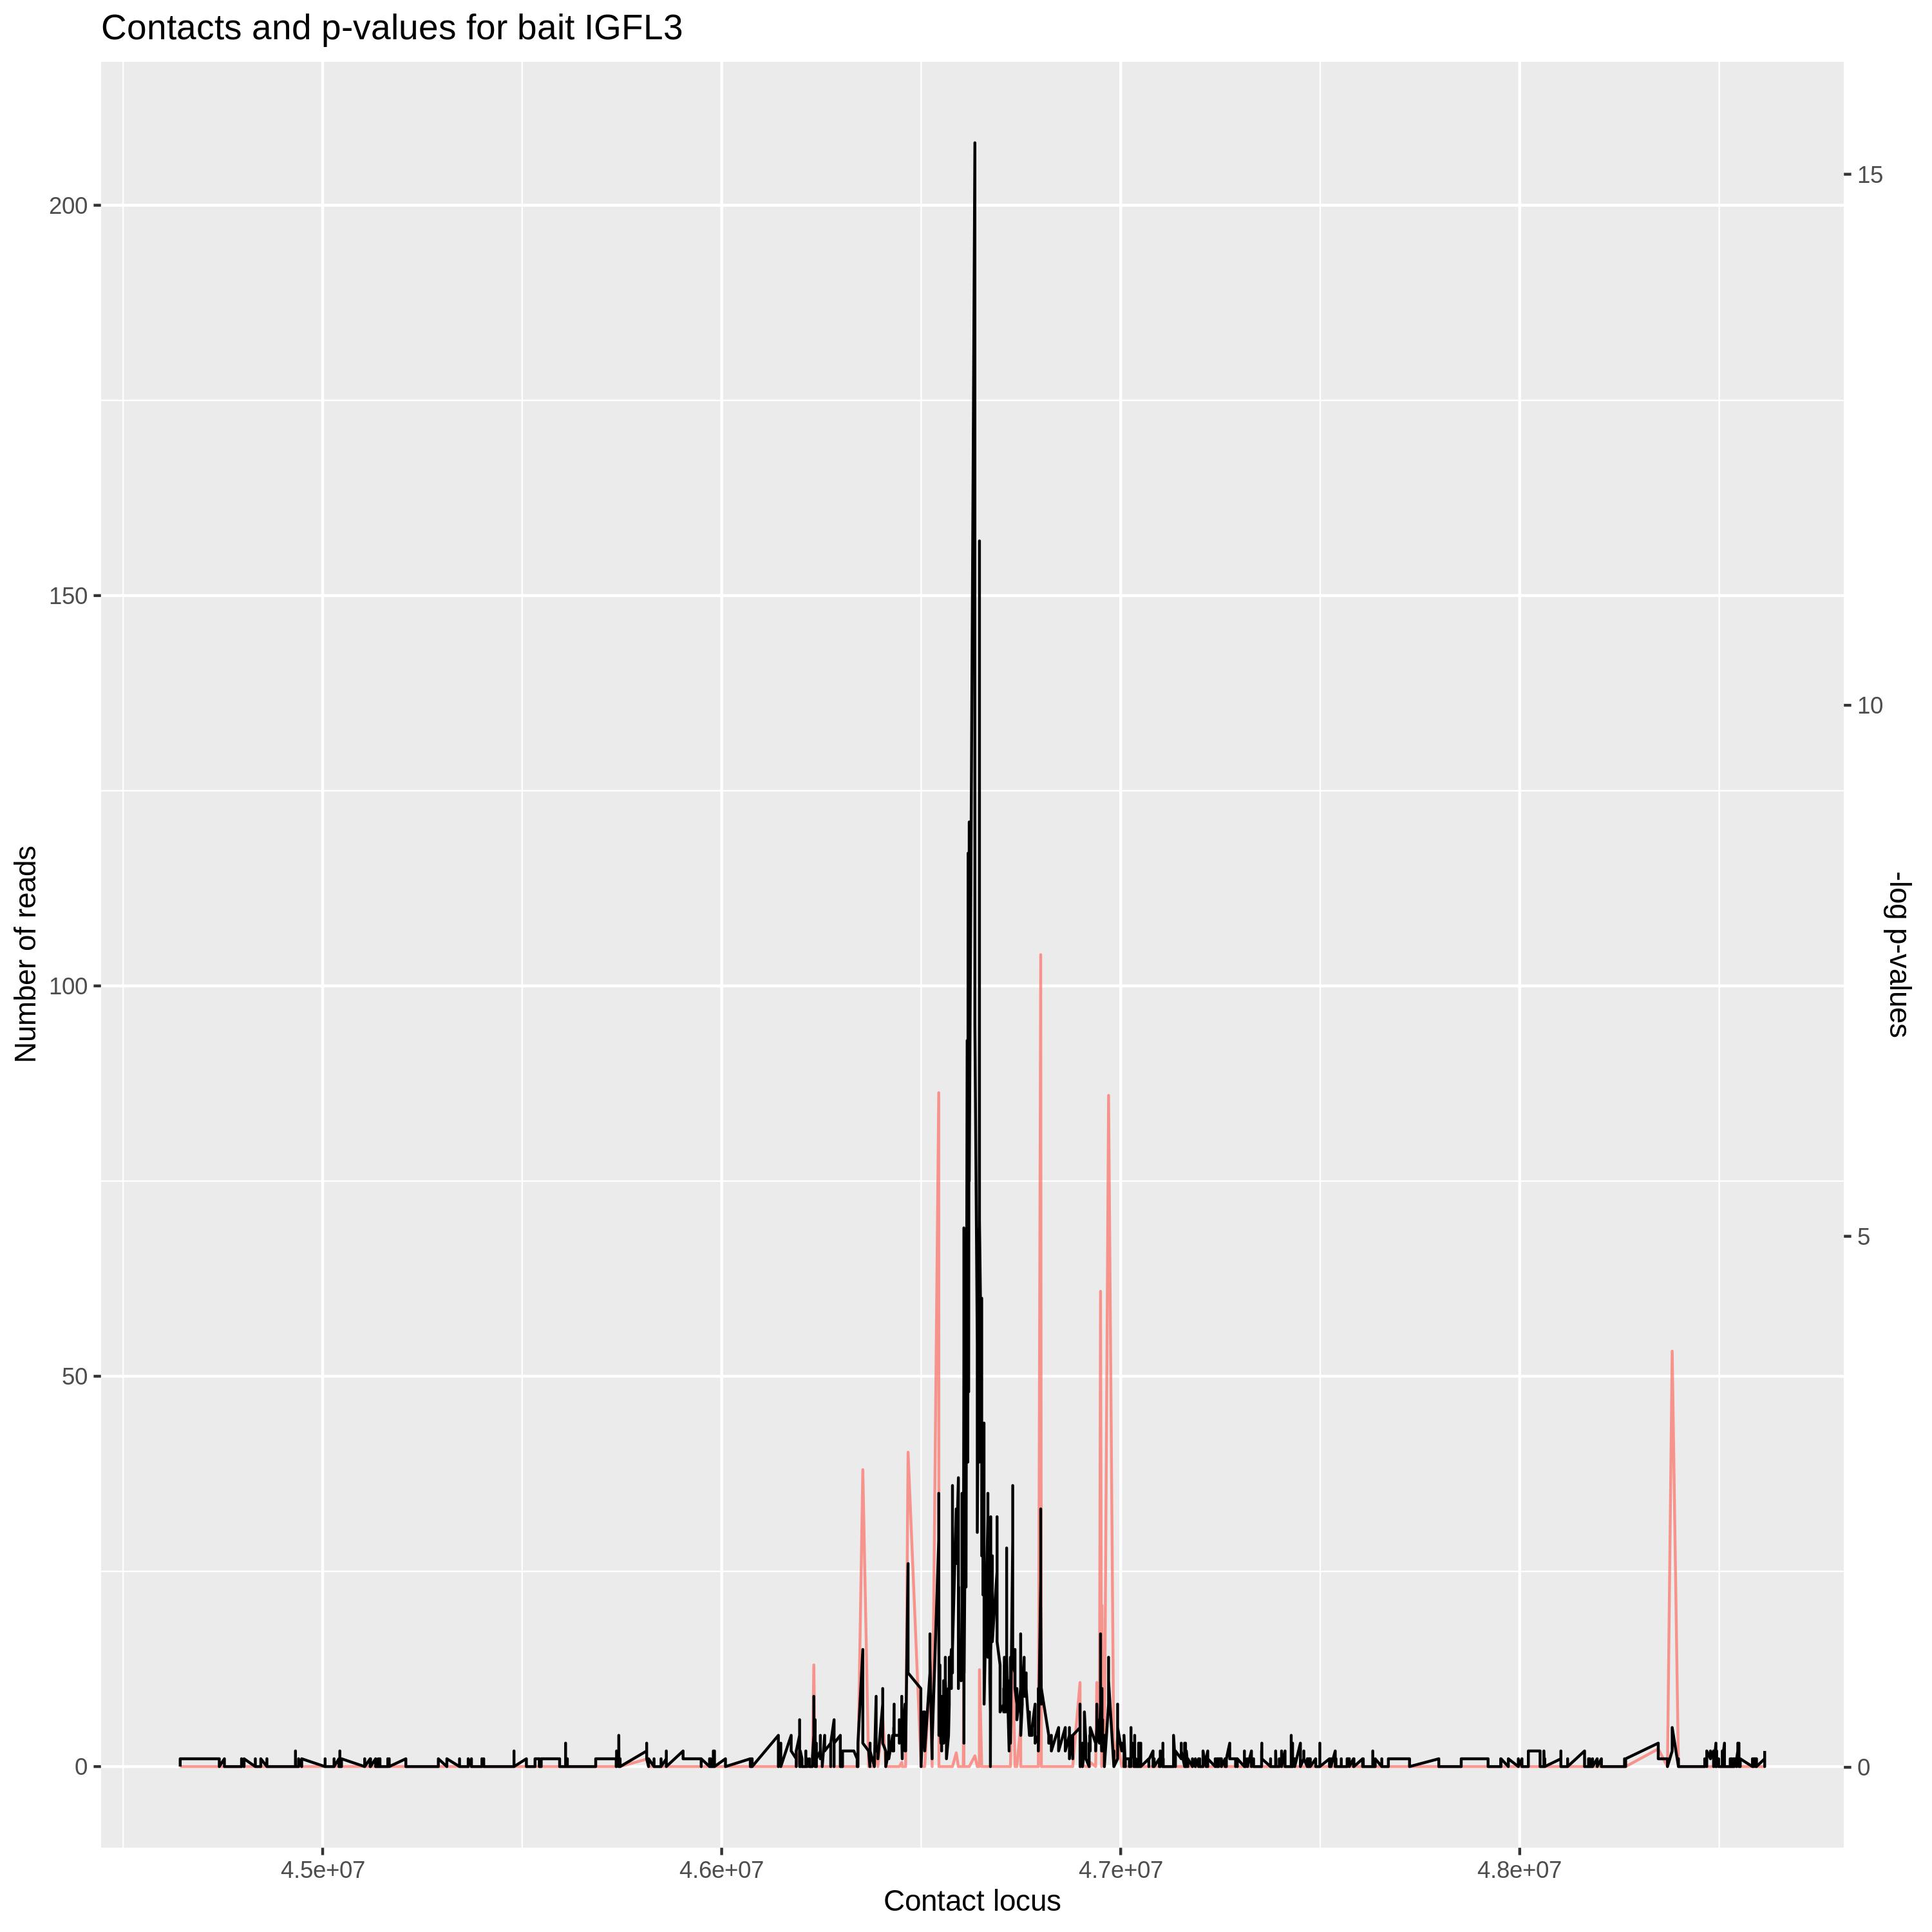 Contacts and p-values for bait IGFL3
200
150
100
50
0
Number of reads
15
10
5
0
-log p-values
4.5e+07
4.6e+07
4.7e+07
4.8e+07
Contact locus